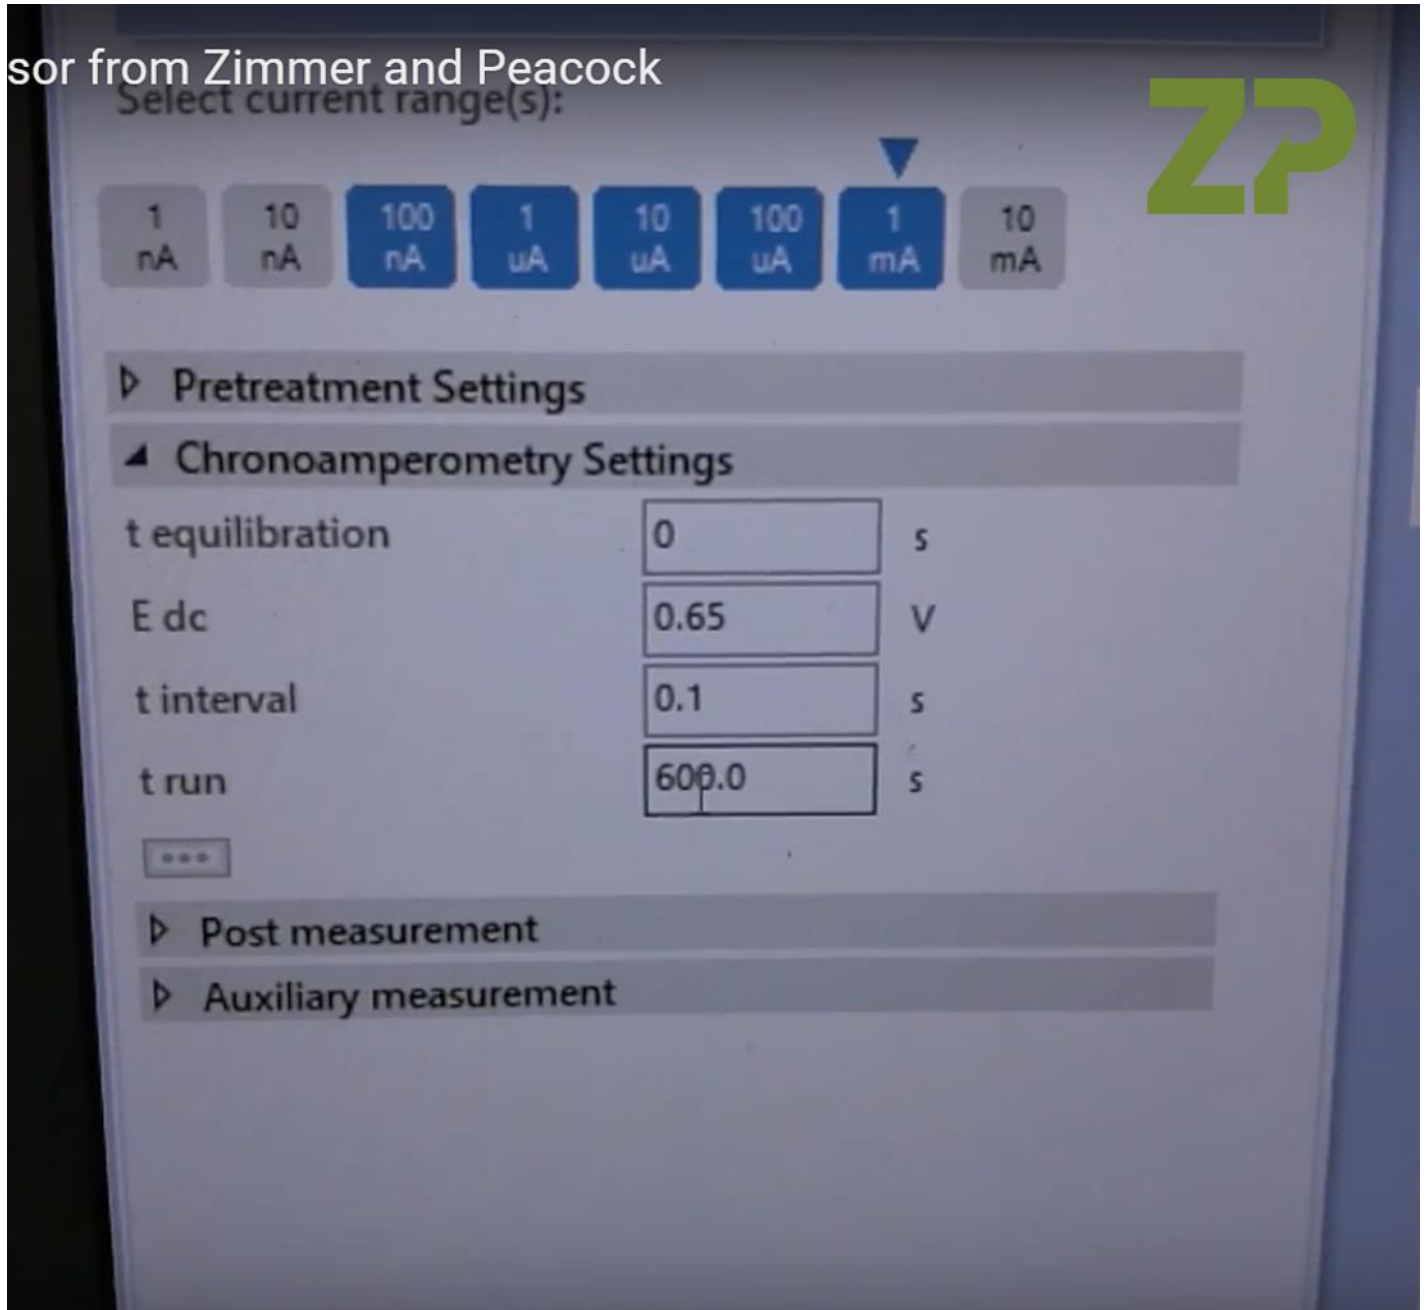 sor from Zimmer and Peacock
ZP
Select current range(s):
1 nA 10 nA 100 nA 1 uA 10 uA 100 uA 1 mA 10 mA
Pretreatment Settings
Chronoamperometry Settings
t equilibration 0 s
E dc 0.65 V
t interval 0.1 s
t run 600.0 s
Post measurement
Auxiliary measurement